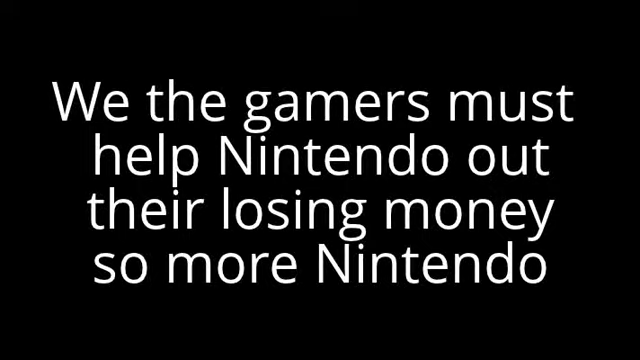 We the gamers must
help Nintendo out
their losing money
so more Nintendo